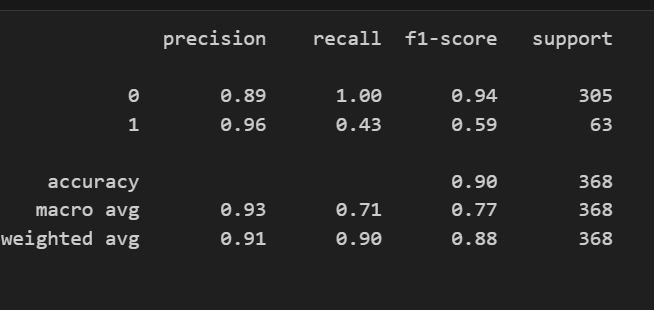 precision recall f1-score support
0 0.89 1.00 0.94 305
1 0.96 0.43 0.59 63
accuracy 0.90 368
macro avg 0.93 0.71 0.77 368
weighted avg 0.91 0.90 0.88 368